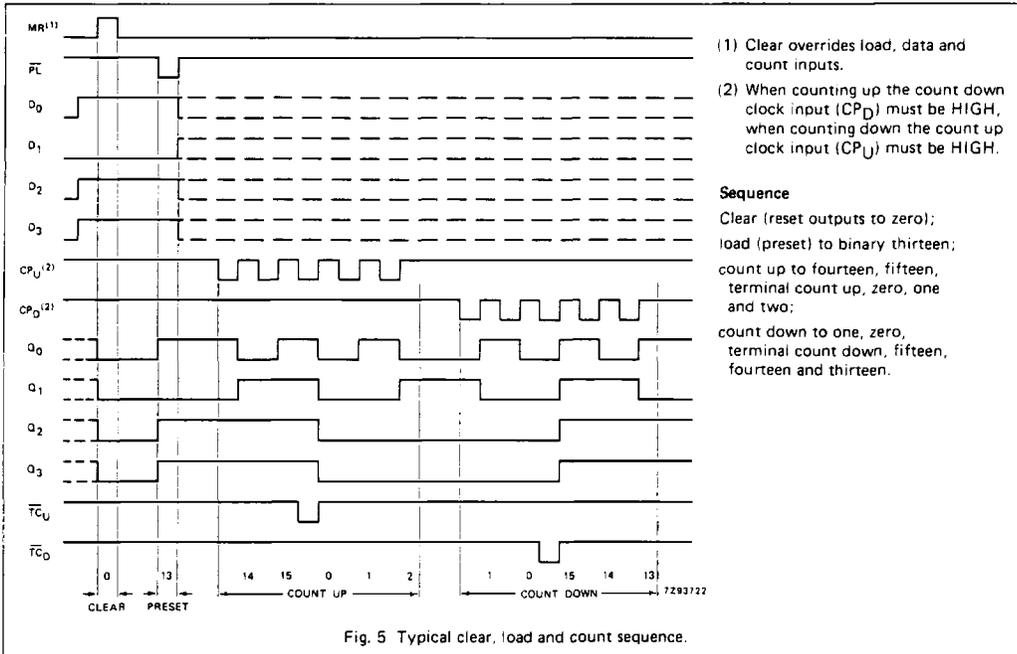 MR(1)
PL
D0
D1
D2
D3
CPU(2)
CPD(2)
Q0
Q1
Q2
Q3
TCU
TCD
0 13 14 15 0 1 2 1 0 15 14 13
CLEAR PRESET COUNT UP COUNT DOWN 7Z93722
(1) Clear overrides load, data and
count inputs.
(2) When counting up the count down
clock input (CPD) must be HIGH,
when counting down the count up
clock input (CPU) must be HIGH.
Sequence
Clear (reset outputs to zero);
load (preset) to binary thirteen;
count up to fourteen, fifteen,
terminal count up, zero, one
and two;
count down to one, zero,
terminal count down, fifteen,
fourteen and thirteen.
Fig. 5 Typical clear, load and count sequence.